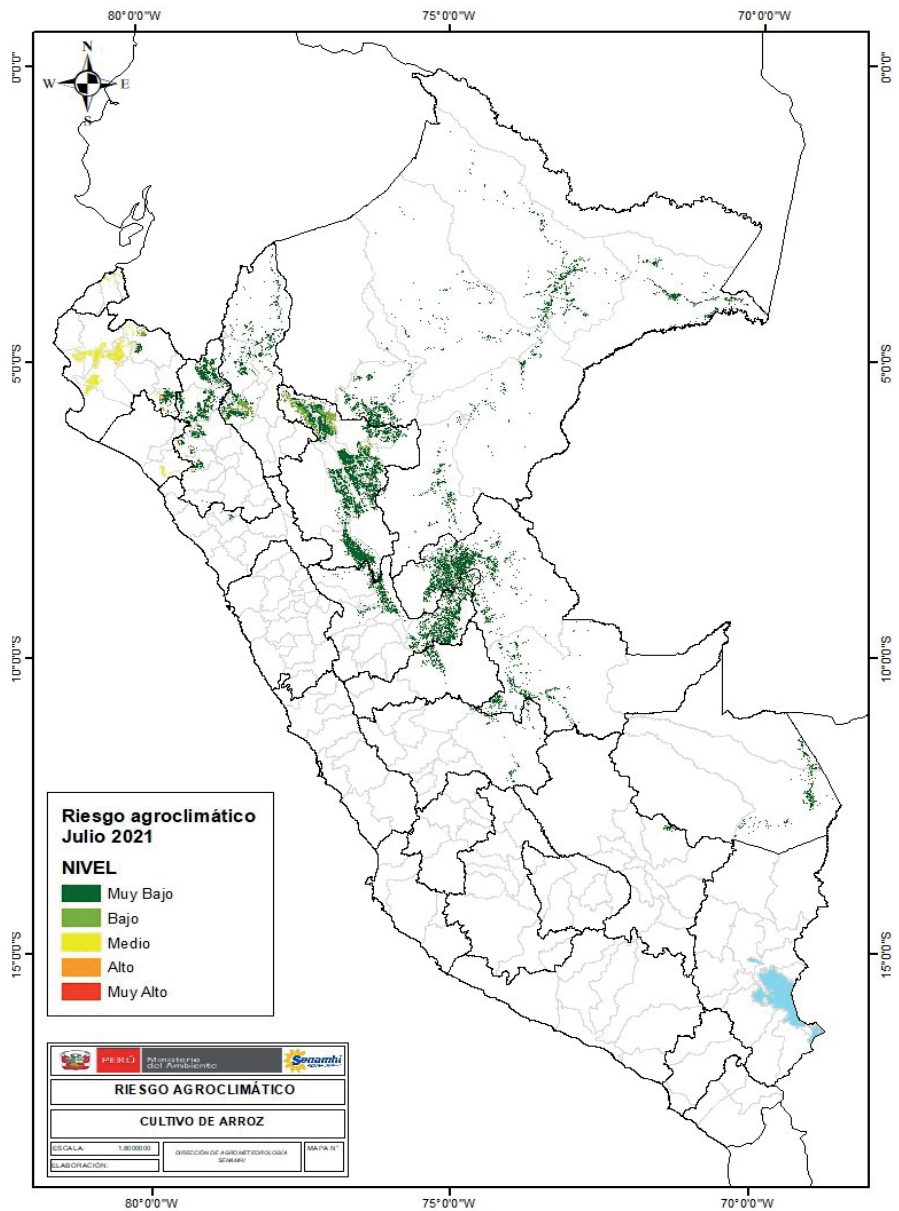 80°0'0"W 75°0'0"W 70°0'0"W
N
W E
S
0°0'0" 0°0'0"
5°0'0"S 5°0'0"S
10°0'0"S 10°0'0"S
15°0'0"S 15°0'0"S
Riesgo agroclimático
Julio 2021
NIVEL
Muy Bajo
Bajo
Medio
Alto
Muy Alto
PERÚ Ministerio
del Ambiente
Senamhi
RIESGO AGROCLIMÁTICO
CULTIVO DE ARROZ
ESCALA: 1:8000000
DIRECCIÓN DE AGROMETEOROLOGÍA
SENAMHI
MAPA N°
ELABORACIÓN:
80°0'0"W 75°0'0"W 70°0'0"W